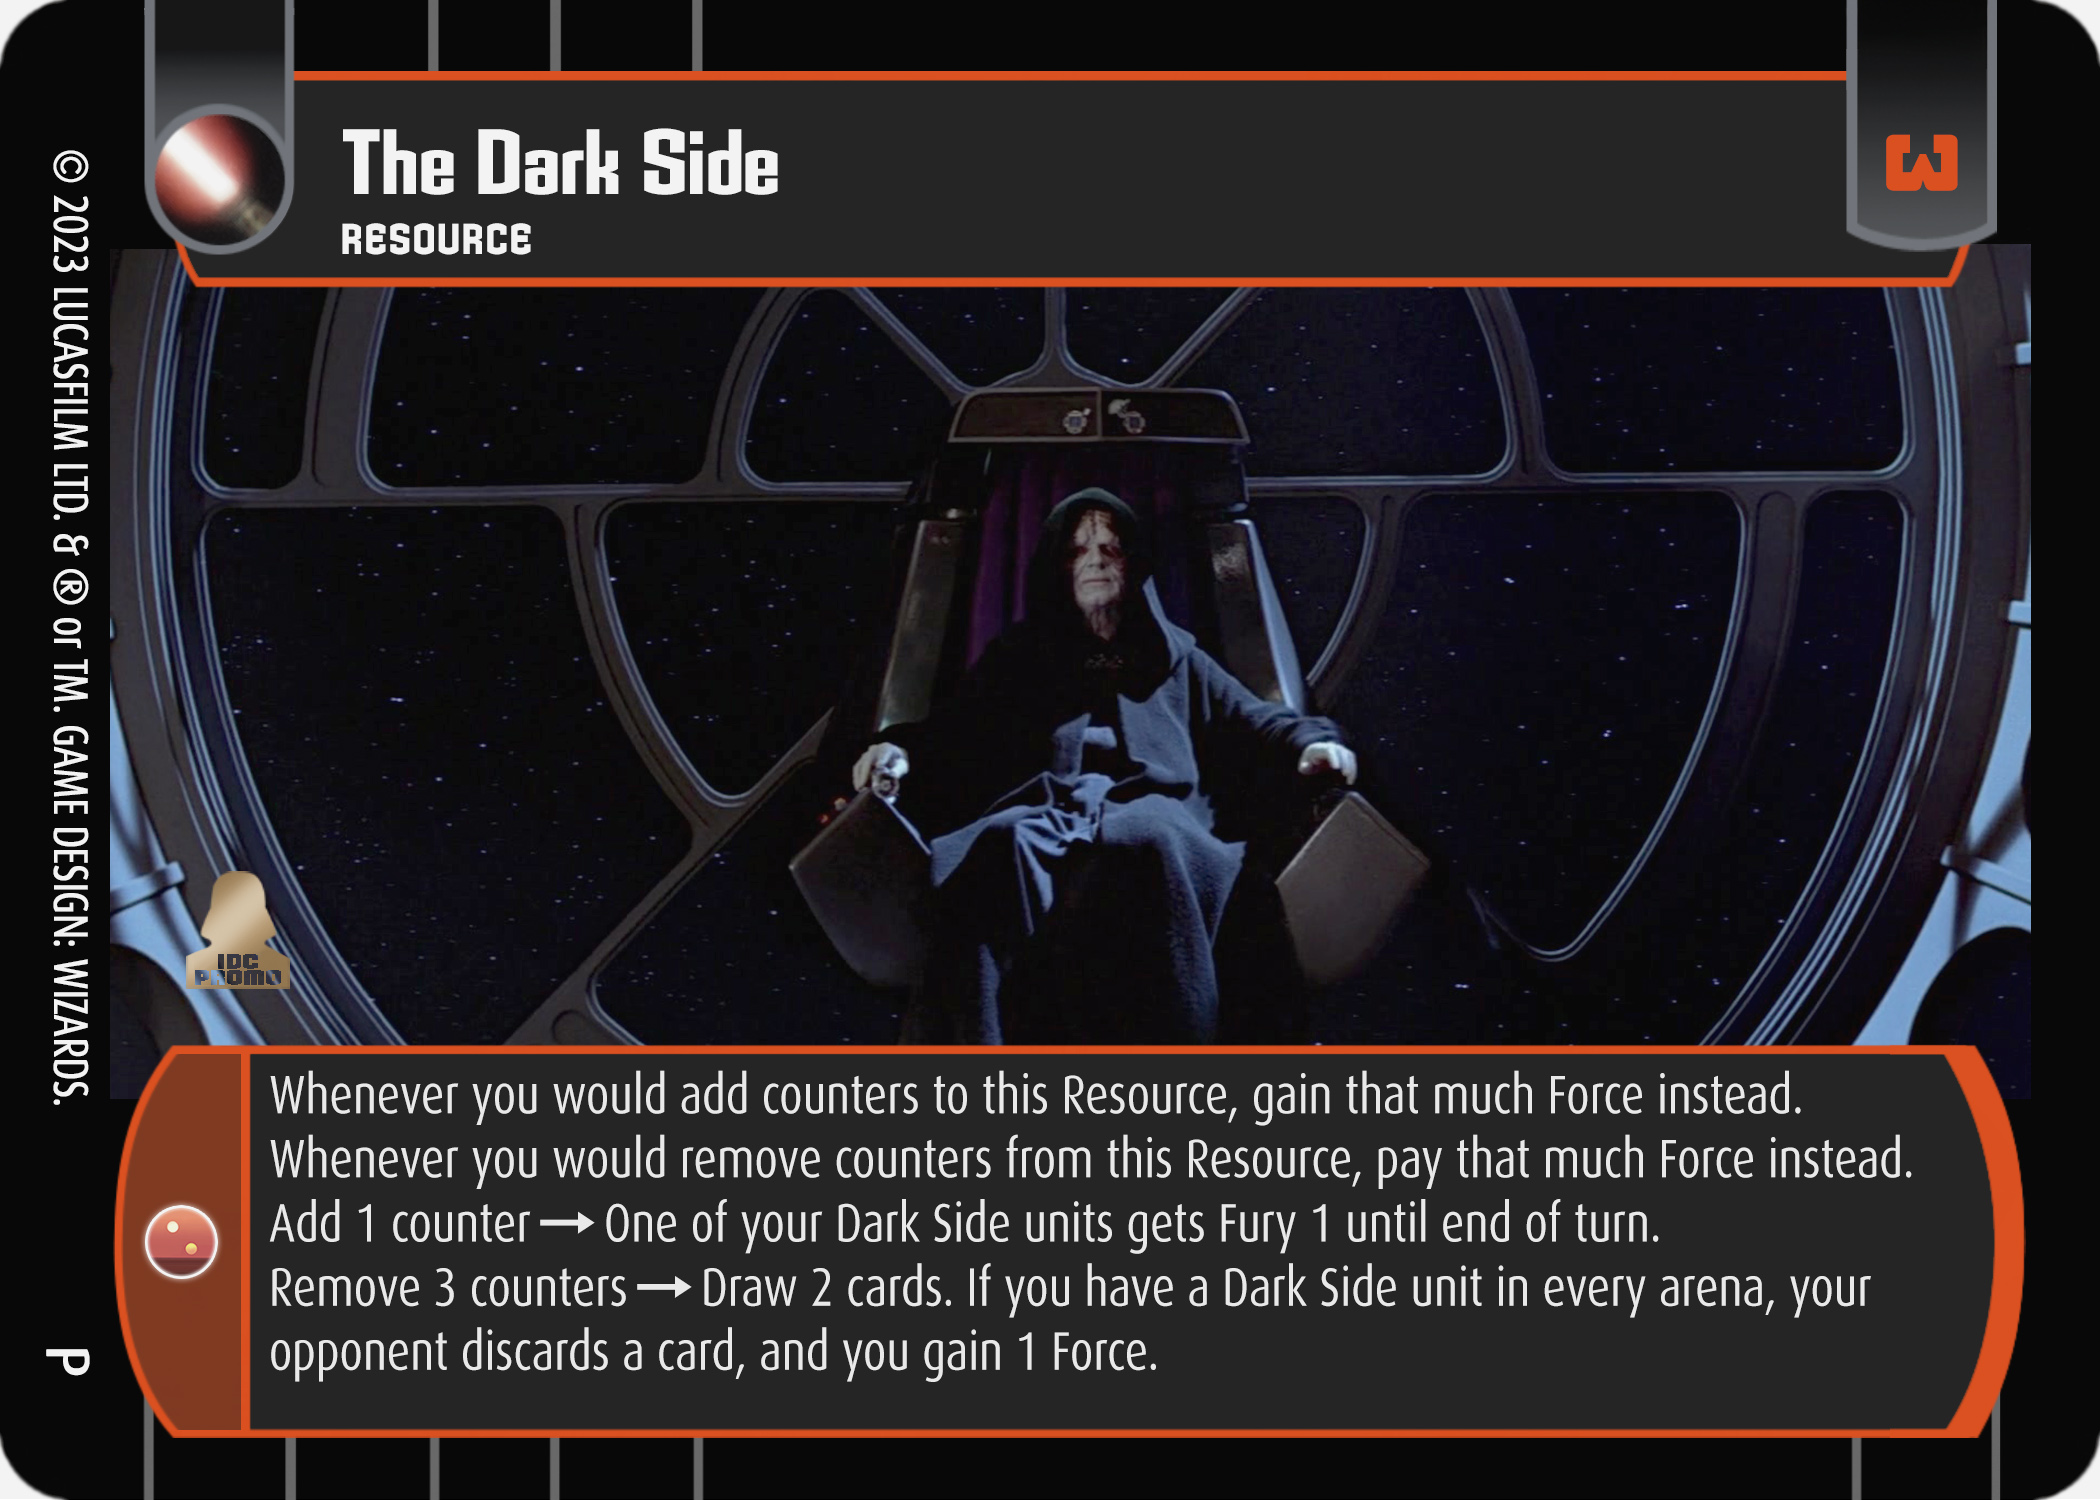 The Dark Side
RESOURCE
3
© 2023 LUCASFILM LTD. & ® or TM. GAME DESIGN: WIZARDS.
P
IDC
PROMO
Whenever you would add counters to this Resource, gain that much Force instead.
Whenever you would remove counters from this Resource, pay that much Force instead.
Add 1 counter → One of your Dark Side units gets Fury 1 until end of turn.
Remove 3 counters → Draw 2 cards. If you have a Dark Side unit in every arena, your
opponent discards a card, and you gain 1 Force.